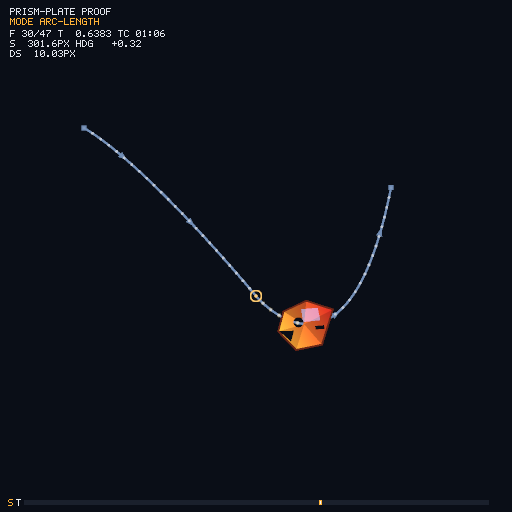 PRISM-PLATE PROOF
MODE ARC-LENGTH
F 30/47 T  0.6383 TC 01:06
S  301.6PX HDG   +0.32
DS  10.03PX
ST